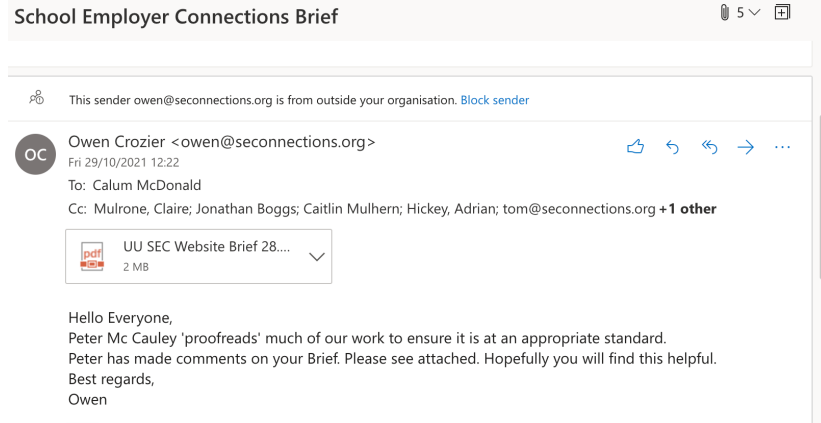 School Employer Connections Brief
5
This sender owen@seconnections.org is from outside your organisation. Block sender
OC
Owen Crozier <owen@seconnections.org>
Fri 29/10/2021 12:22
To: Calum McDonald
Cc: Mulrone, Claire; Jonathan Boggs; Caitlin Mulhern; Hickey, Adrian; tom@seconnections.org +1 other
pdf
UU SEC Website Brief 28....
2 MB
Hello Everyone,
Peter Mc Cauley 'proofreads' much of our work to ensure it is at an appropriate standard.
Peter has made comments on your Brief. Please see attached. Hopefully you will find this helpful.
Best regards,
Owen